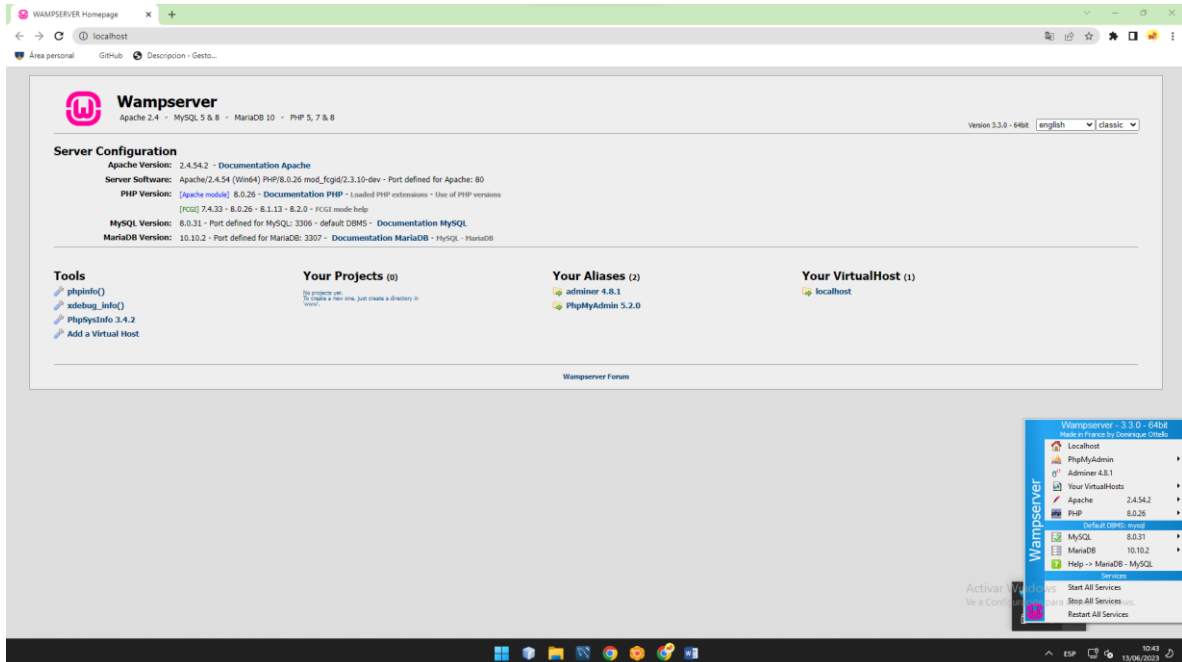 WAMPSERVER Homepage
localhost
Área personal GitHub Descripcion - Gesto...
Wampserver
Apache 2.4 - MySQL 5 & 8 - MariaDB 10 - PHP 5, 7 & 8
Version 3.3.0 - 64bit english classic
Server Configuration
Apache Version: 2.4.54.2 - Documentation Apache
Server Software: Apache/2.4.54 (Win64) PHP/8.0.26 mod_fcgid/2.3.10-dev - Port defined for Apache: 80
PHP Version: [Apache module] 8.0.26 - Documentation PHP - Loaded PHP extensions - Use of PHP versions
[FCGI] 7.4.33 - 8.0.26 - 8.1.13 - 8.2.0 - FCGI mode help
MySQL Version: 8.0.31 - Port defined for MySQL: 3306 - default DBMS - Documentation MySQL
MariaDB Version: 10.10.2 - Port defined for MariaDB: 3307 - Documentation MariaDB - MySQL - MariaDB
Tools
phpinfo()
xdebug_info()
PhpSysInfo 3.4.2
Add a Virtual Host
Your Projects (0)
No projects yet.
To create a new one, just create a directory in
'www'.
Your Aliases (2)
adminer 4.8.1
PhpMyAdmin 5.2.0
Your VirtualHost (1)
localhost
Wampserver Forum
Wampserver
Wampserver - 3.3.0 - 64bit
Made in France by Dominique Ottello
Localhost
PhpMyAdmin
Adminer 4.8.1
Your VirtualHosts
Apache 2.4.54.2
PHP 8.0.26
Default DBMS: mysql
MySQL 8.0.31
MariaDB 10.10.2
Help -> MariaDB - MySQL
Services
Start All Services
Stop All Services
Restart All Services
Activar Windows
Ve a para
ESP
10:43
13/06/2023